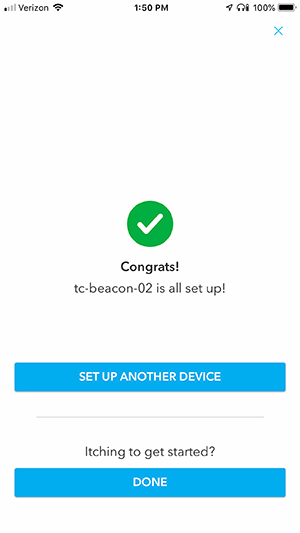 Verizon 1:50 PM 100%
Congrats!
tc-beacon-02 is all set up!
SET UP ANOTHER DEVICE
Itching to get started?
DONE